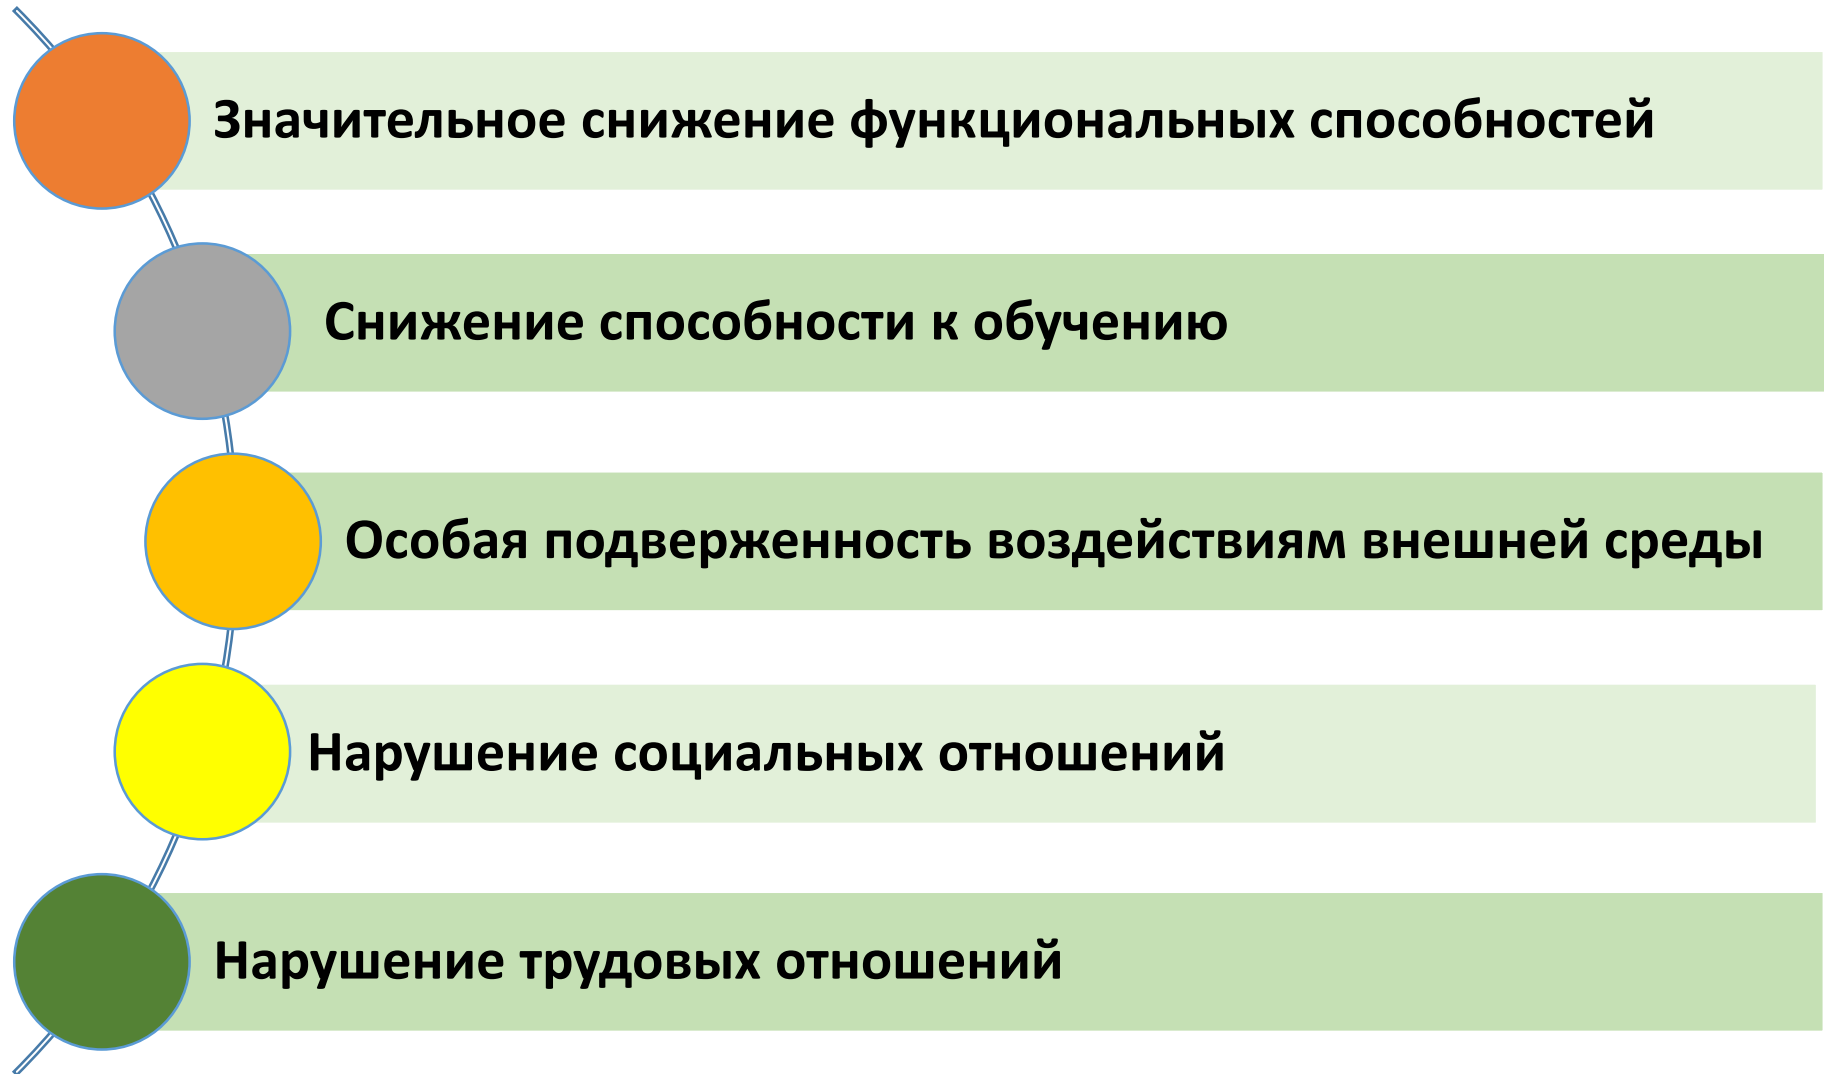 Значительное снижение функциональных способностей
Снижение способности к обучению
Особая подверженность воздействиям внешней среды
Нарушение социальных отношений
Нарушение трудовых отношений